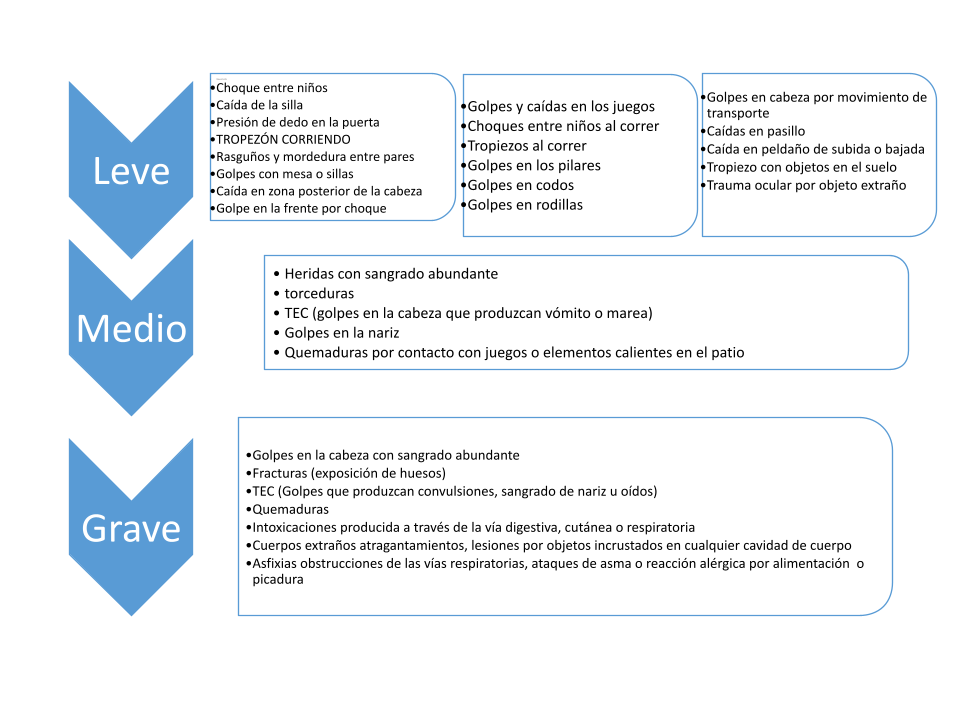 Leve
•Choque entre niños
•Caída de la silla
•Presión de dedo en la puerta
•TROPEZÓN CORRIENDO
•Rasguños y mordedura entre pares
•Golpes con mesa o sillas
•Caída en zona posterior de la cabeza
•Golpe en la frente por choque
•Golpes y caídas en los juegos
•Choques entre niños al correr
•Tropiezos al correr
•Golpes en los pilares
•Golpes en codos
•Golpes en rodillas
•Golpes en cabeza por movimiento de
transporte
•Caídas en pasillo
•Caída en peldaño de subida o bajada
•Tropiezo con objetos en el suelo
•Trauma ocular por objeto extraño
Medio
• Heridas con sangrado abundante
• torceduras
• TEC (golpes en la cabeza que produzcan vómito o marea)
• Golpes en la nariz
• Quemaduras por contacto con juegos o elementos calientes en el patio
Grave
•Golpes en la cabeza con sangrado abundante
•Fracturas (exposición de huesos)
•TEC (Golpes que produzcan convulsiones, sangrado de nariz u oídos)
•Quemaduras
•Intoxicaciones producida a través de la vía digestiva, cutánea o respiratoria
•Cuerpos extraños atragantamientos, lesiones por objetos incrustados en cualquier cavidad de cuerpo
•Asfixias obstrucciones de las vías respiratorias, ataques de asma o reacción alérgica por alimentación o
picadura